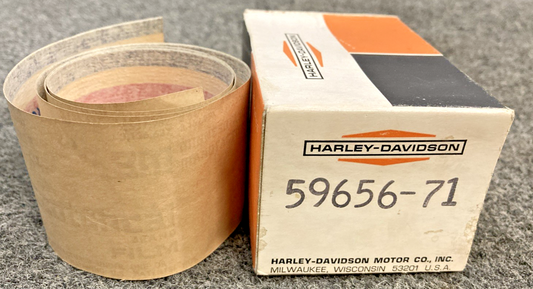 HARLEY-DAVIDSON
HARLEY-DAVIDSON
59656-71
HARLEY-DAVIDSON MOTOR CO., INC.
MILWAUKEE, WISCONSIN 53201 U.S.A.